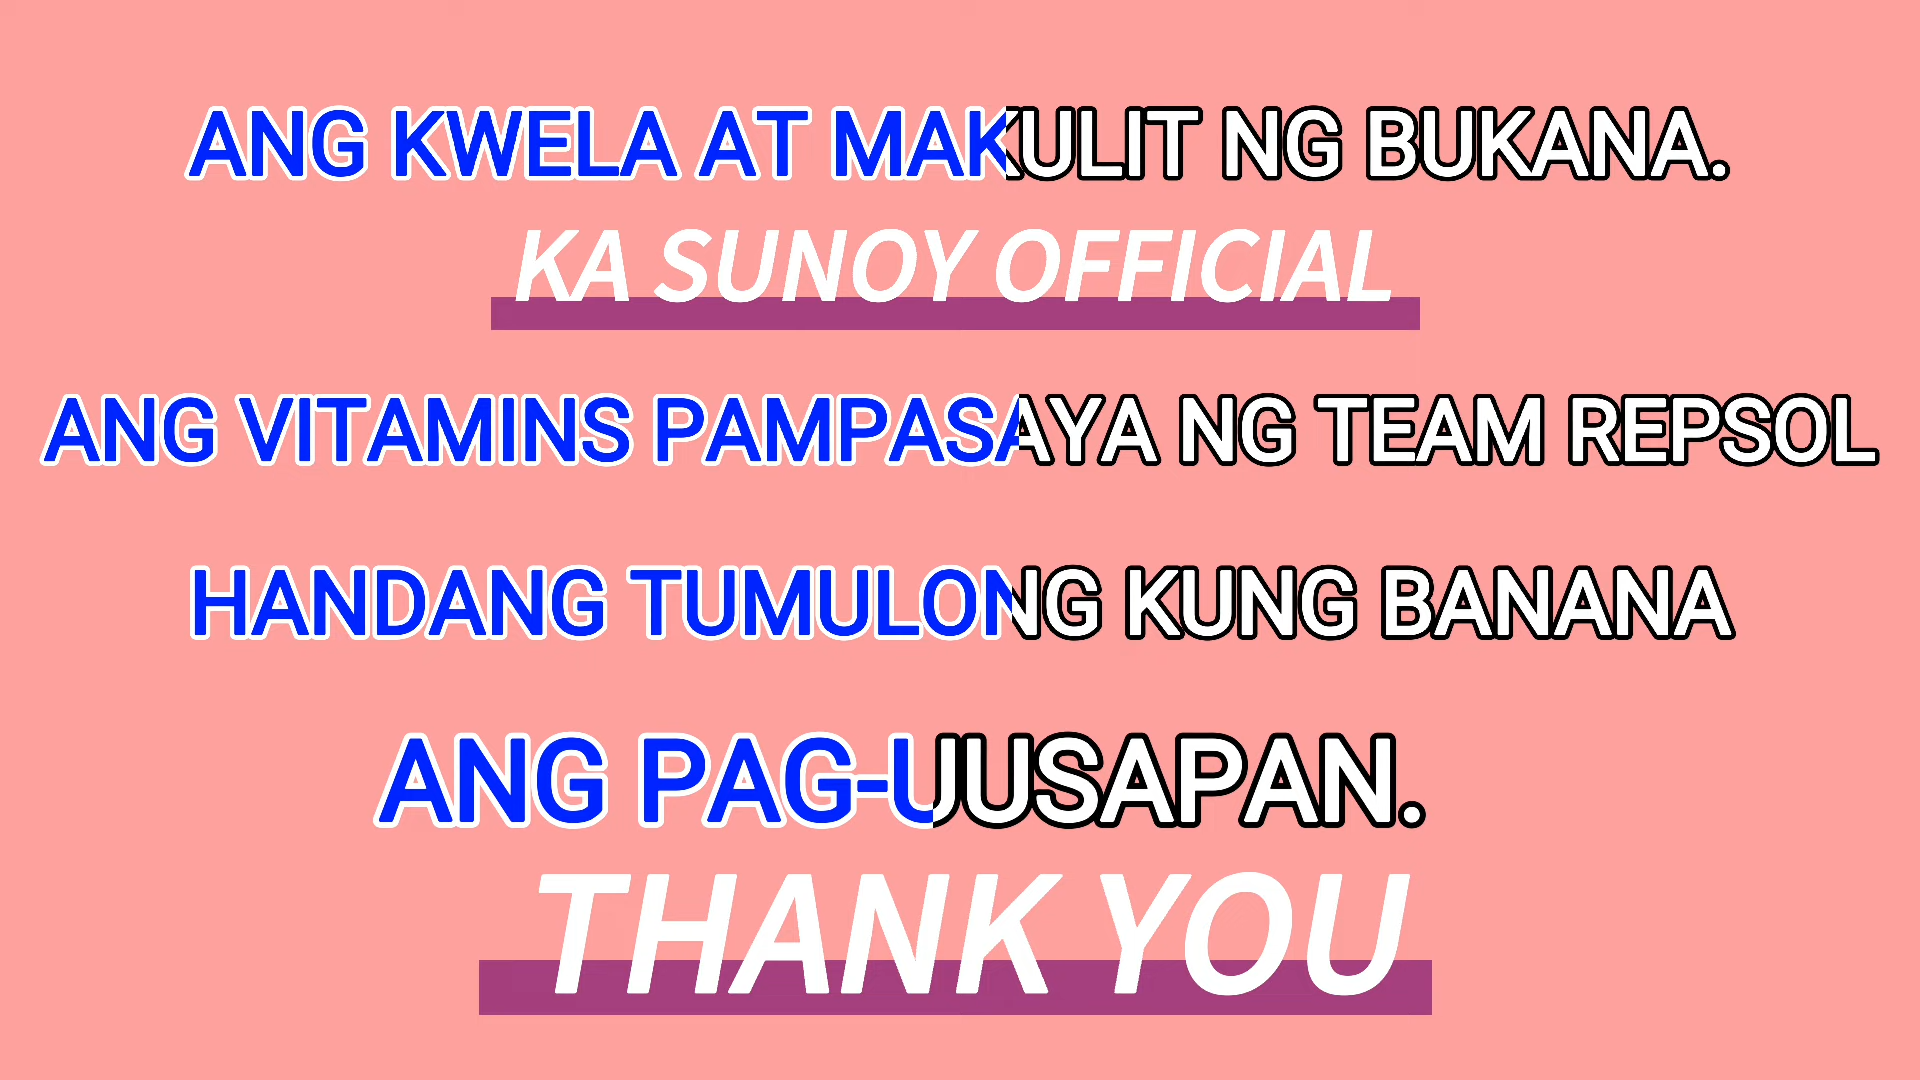 ANG KWELA AT MAKULIT NG BUKANA.
KA SUNOY OFFICIAL
ANG VITAMINS PAMPASAYA NG TEAM REPSOL
HANDANG TUMULONG KUNG BANANA
ANG PAG-UUSAPAN.
THANK YOU